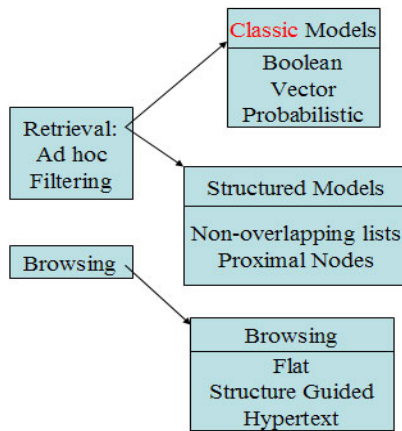 Classic Models
Boolean
Vector
Probabilistic
Retrieval:
Ad hoc
Filtering
Structured Models
Non-overlapping lists
Proximal Nodes
Browsing
Browsing
Flat
Structure Guided
Hypertext